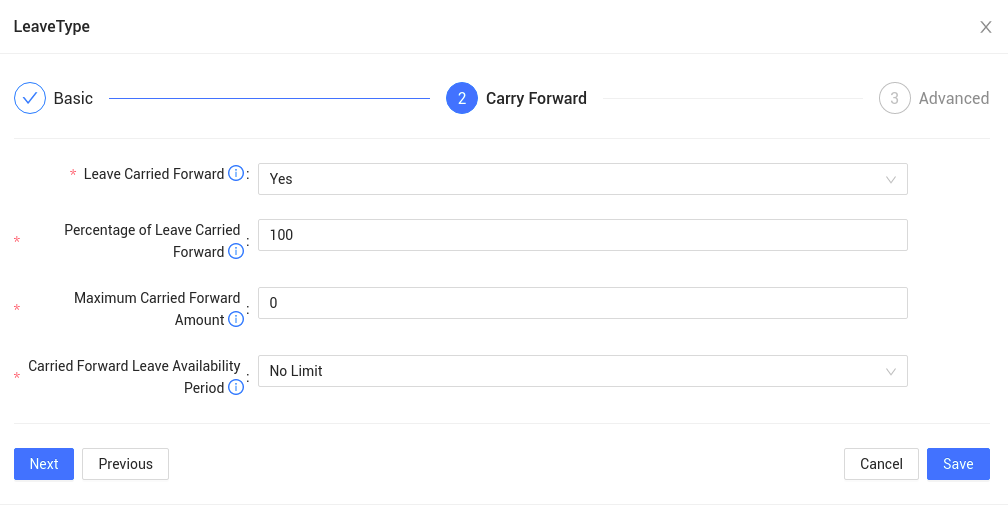 LeaveType
Basic
2 Carry Forward
3 Advanced
* Leave Carried Forward : Yes
* Percentage of Leave Carried
Forward : 100
* Maximum Carried Forward
Amount : 0
* Carried Forward Leave Availability
Period : No Limit
Next Previous Cancel Save